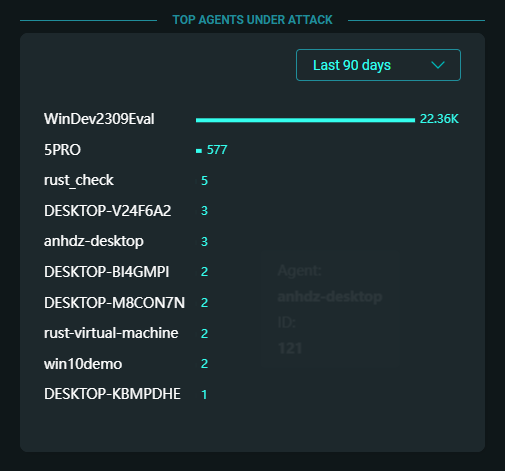 TOP AGENTS UNDER ATTACK
Last 90 days
WinDev2309Eval 22.36K
5PRO 577
rust_check 5
DESKTOP-V24F6A2 3
anhdz-desktop 3
DESKTOP-BI4GMPI 2
DESKTOP-M8CON7N 2
rust-virtual-machine 2
win10demo 2
DESKTOP-KBMPDHE 1
Agent:
anhdz-desktop
ID:
121